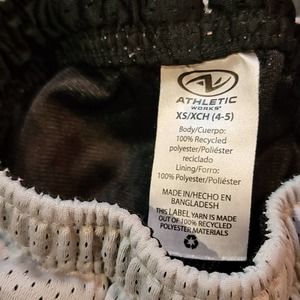 ATHLETIC
WORKS
XS/XCH (4-5)
Body/Cuerpo:
100% Recycled
polyester/Poliéster
reciclado
Lining/Forro:
100% Polyester/Poliéster
MADE IN/HECHO EN
BANGLADESH
THIS LABEL YARN IS MADE
OUT OF 100% RECYCLED
POLYESTER MATERIALS